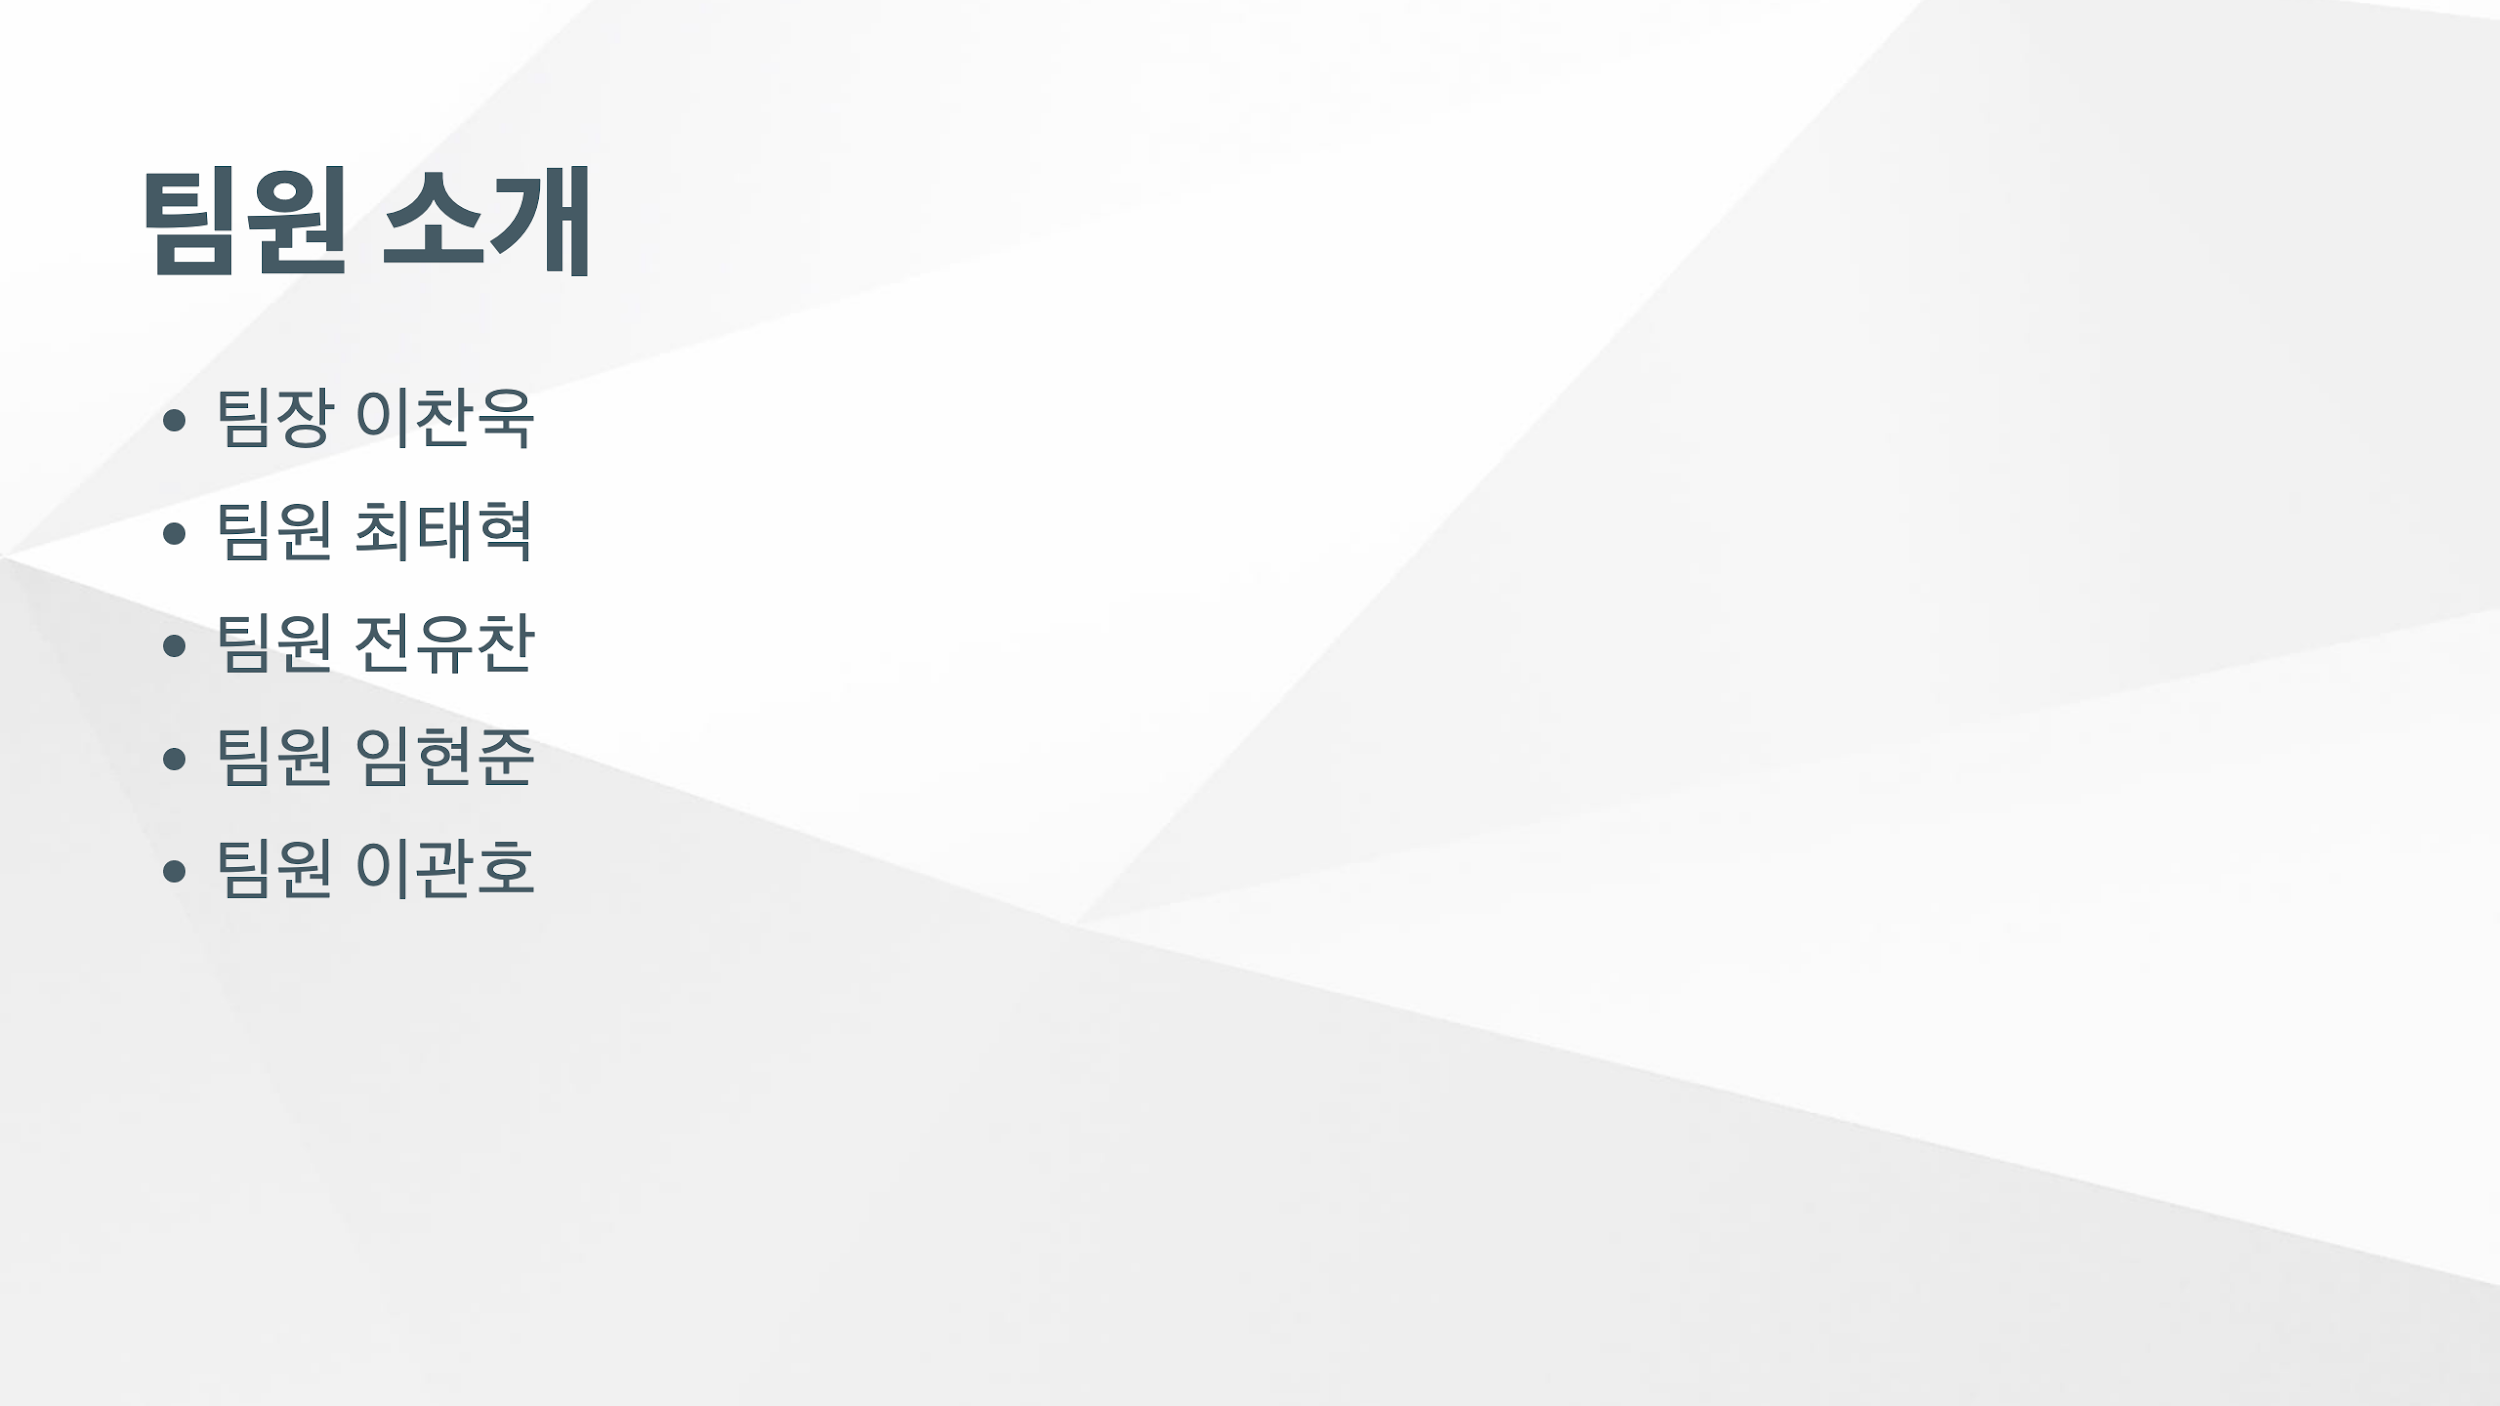 팀원 소개
• 팀장 이찬욱
• 팀원 최태혁
• 팀원 전유찬
• 팀원 임현준
• 팀원 이관호